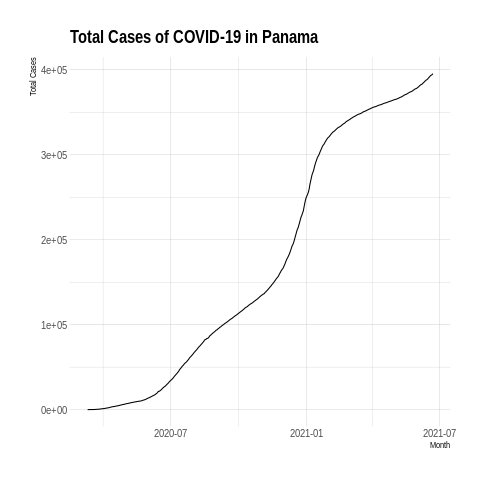 Total Cases of COVID-19 in Panama
Total Cases
4e+05
3e+05
2e+05
1e+05
0e+00
2020-07
2021-01
2021-07
Month